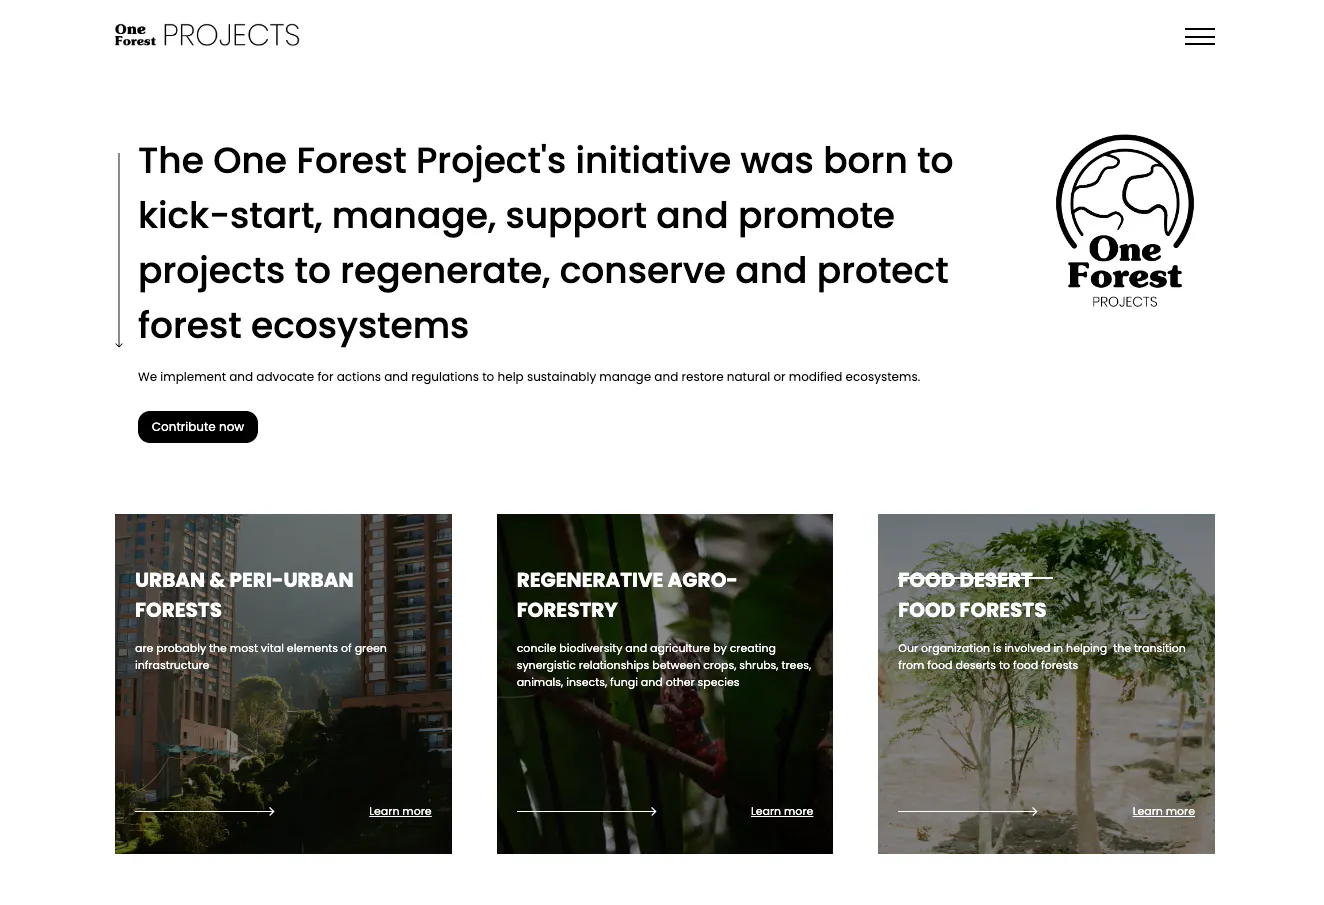 One
Forest PROJECTS
The One Forest Project's initiative was born to
kick-start, manage, support and promote
projects to regenerate, conserve and protect
forest ecosystems
One
Forest
PROJECTS
We implement and advocate for actions and regulations to help sustainably manage and restore natural or modified ecosystems.
Contribute now
URBAN & PERI-URBAN
FORESTS
are probably the most vital elements of green
infrastructure
Learn more
REGENERATIVE AGRO-
FORESTRY
concile biodiversity and agriculture by creating
synergistic relationships between crops, shrubs, trees,
animals, insects, fungi and other species
Learn more
FOOD DESERT
FOOD FORESTS
Our organization is involved in helping  the transition
from food deserts to food forests
Learn more